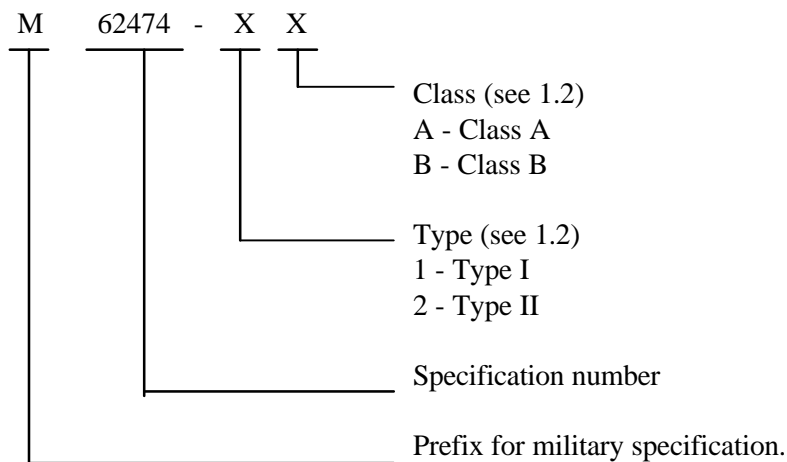 M 62474 - X X
Class (see 1.2)
A - Class A
B - Class B
Type (see 1.2)
1 - Type I
2 - Type II
Specification number
Prefix for military specification.